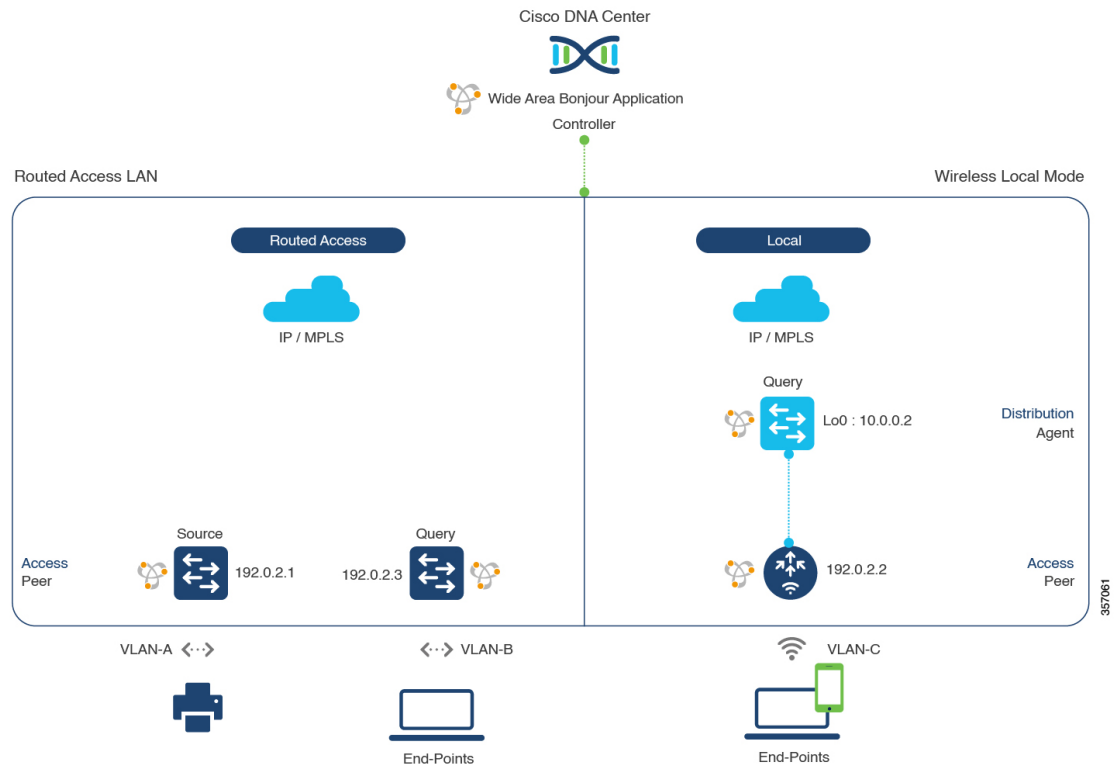 Cisco DNA Center
Wide Area Bonjour Application
Controller
Routed Access LAN
Wireless Local Mode
Routed Access
Local
IP / MPLS
IP / MPLS
Query
Lo0 : 10.0.0.2
Distribution
Agent
Source
Query
Access
Peer
192.0.2.1
192.0.2.3
192.0.2.2
Access
Peer
357061
VLAN-A
VLAN-B
VLAN-C
End-Points
End-Points